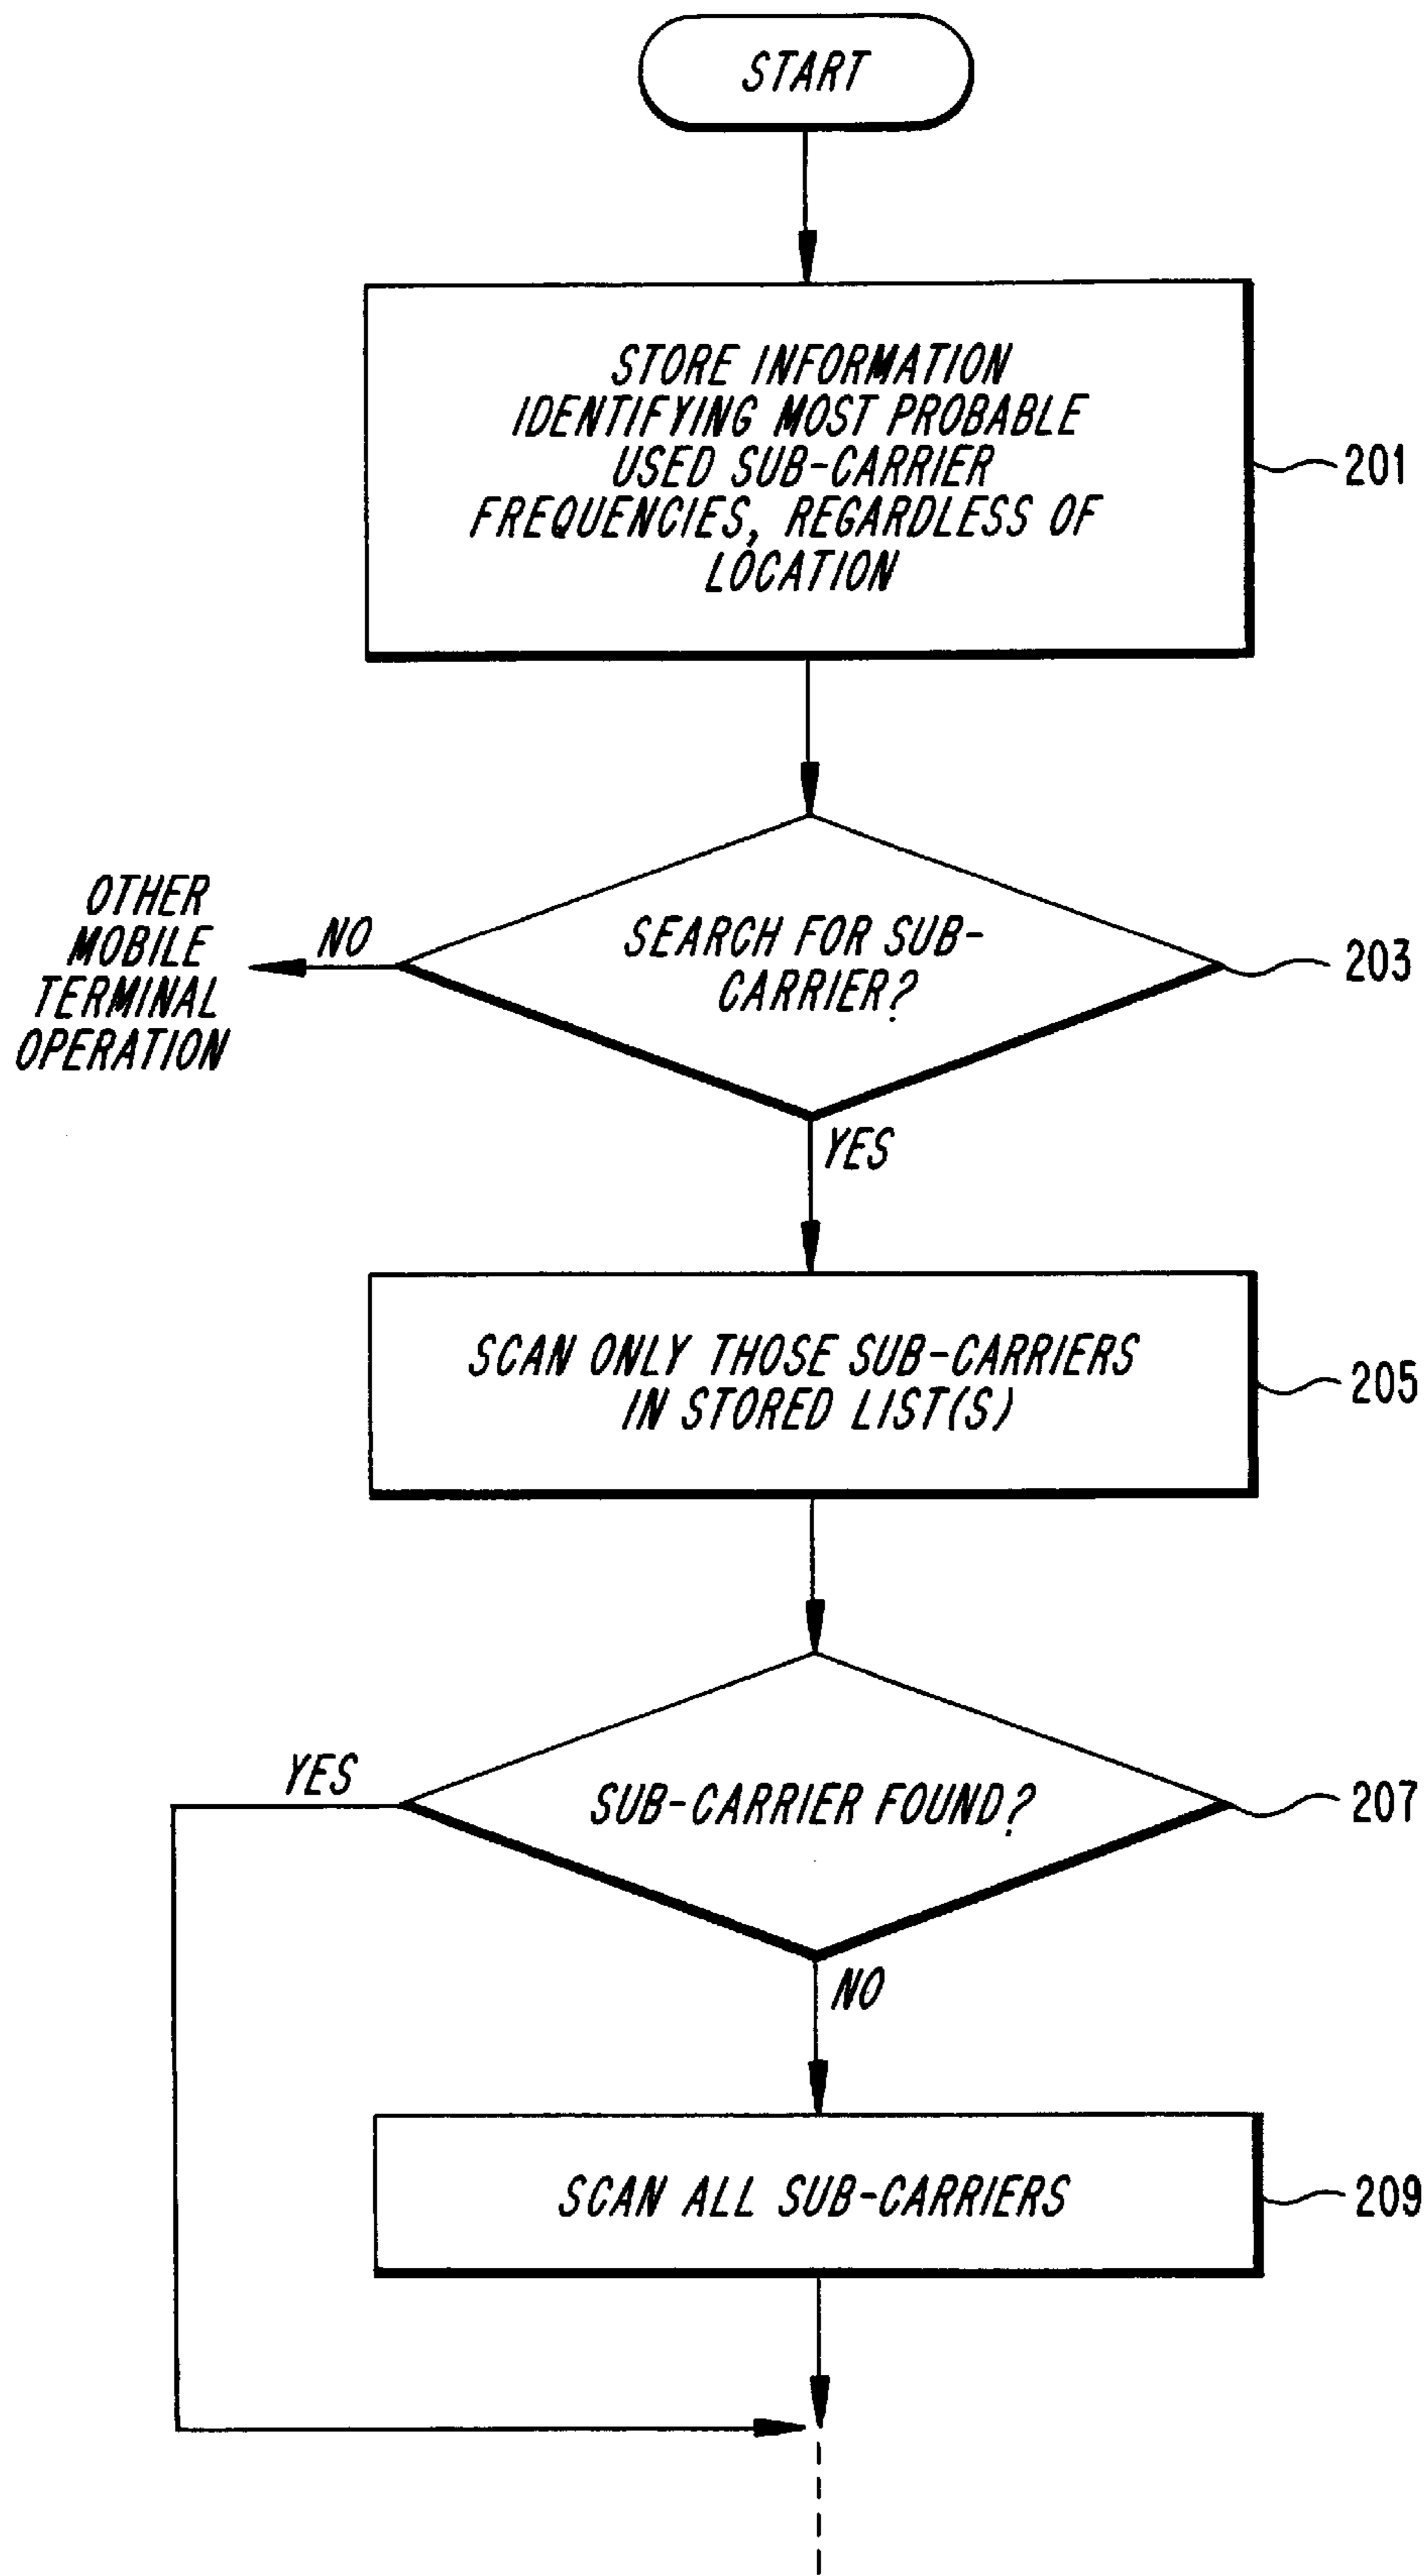 START
STORE INFORMATION
IDENTIFYING MOST PROBABLE
USED SUB-CARRIER
FREQUENCIES, REGARDLESS OF
LOCATION
201
SEARCH FOR SUB-
CARRIER?
203
NO
OTHER
MOBILE
TERMINAL
OPERATION
YES
SCAN ONLY THOSE SUB-CARRIERS
IN STORED LIST(S)
205
SUB-CARRIER FOUND?
207
YES
NO
SCAN ALL SUB-CARRIERS
209